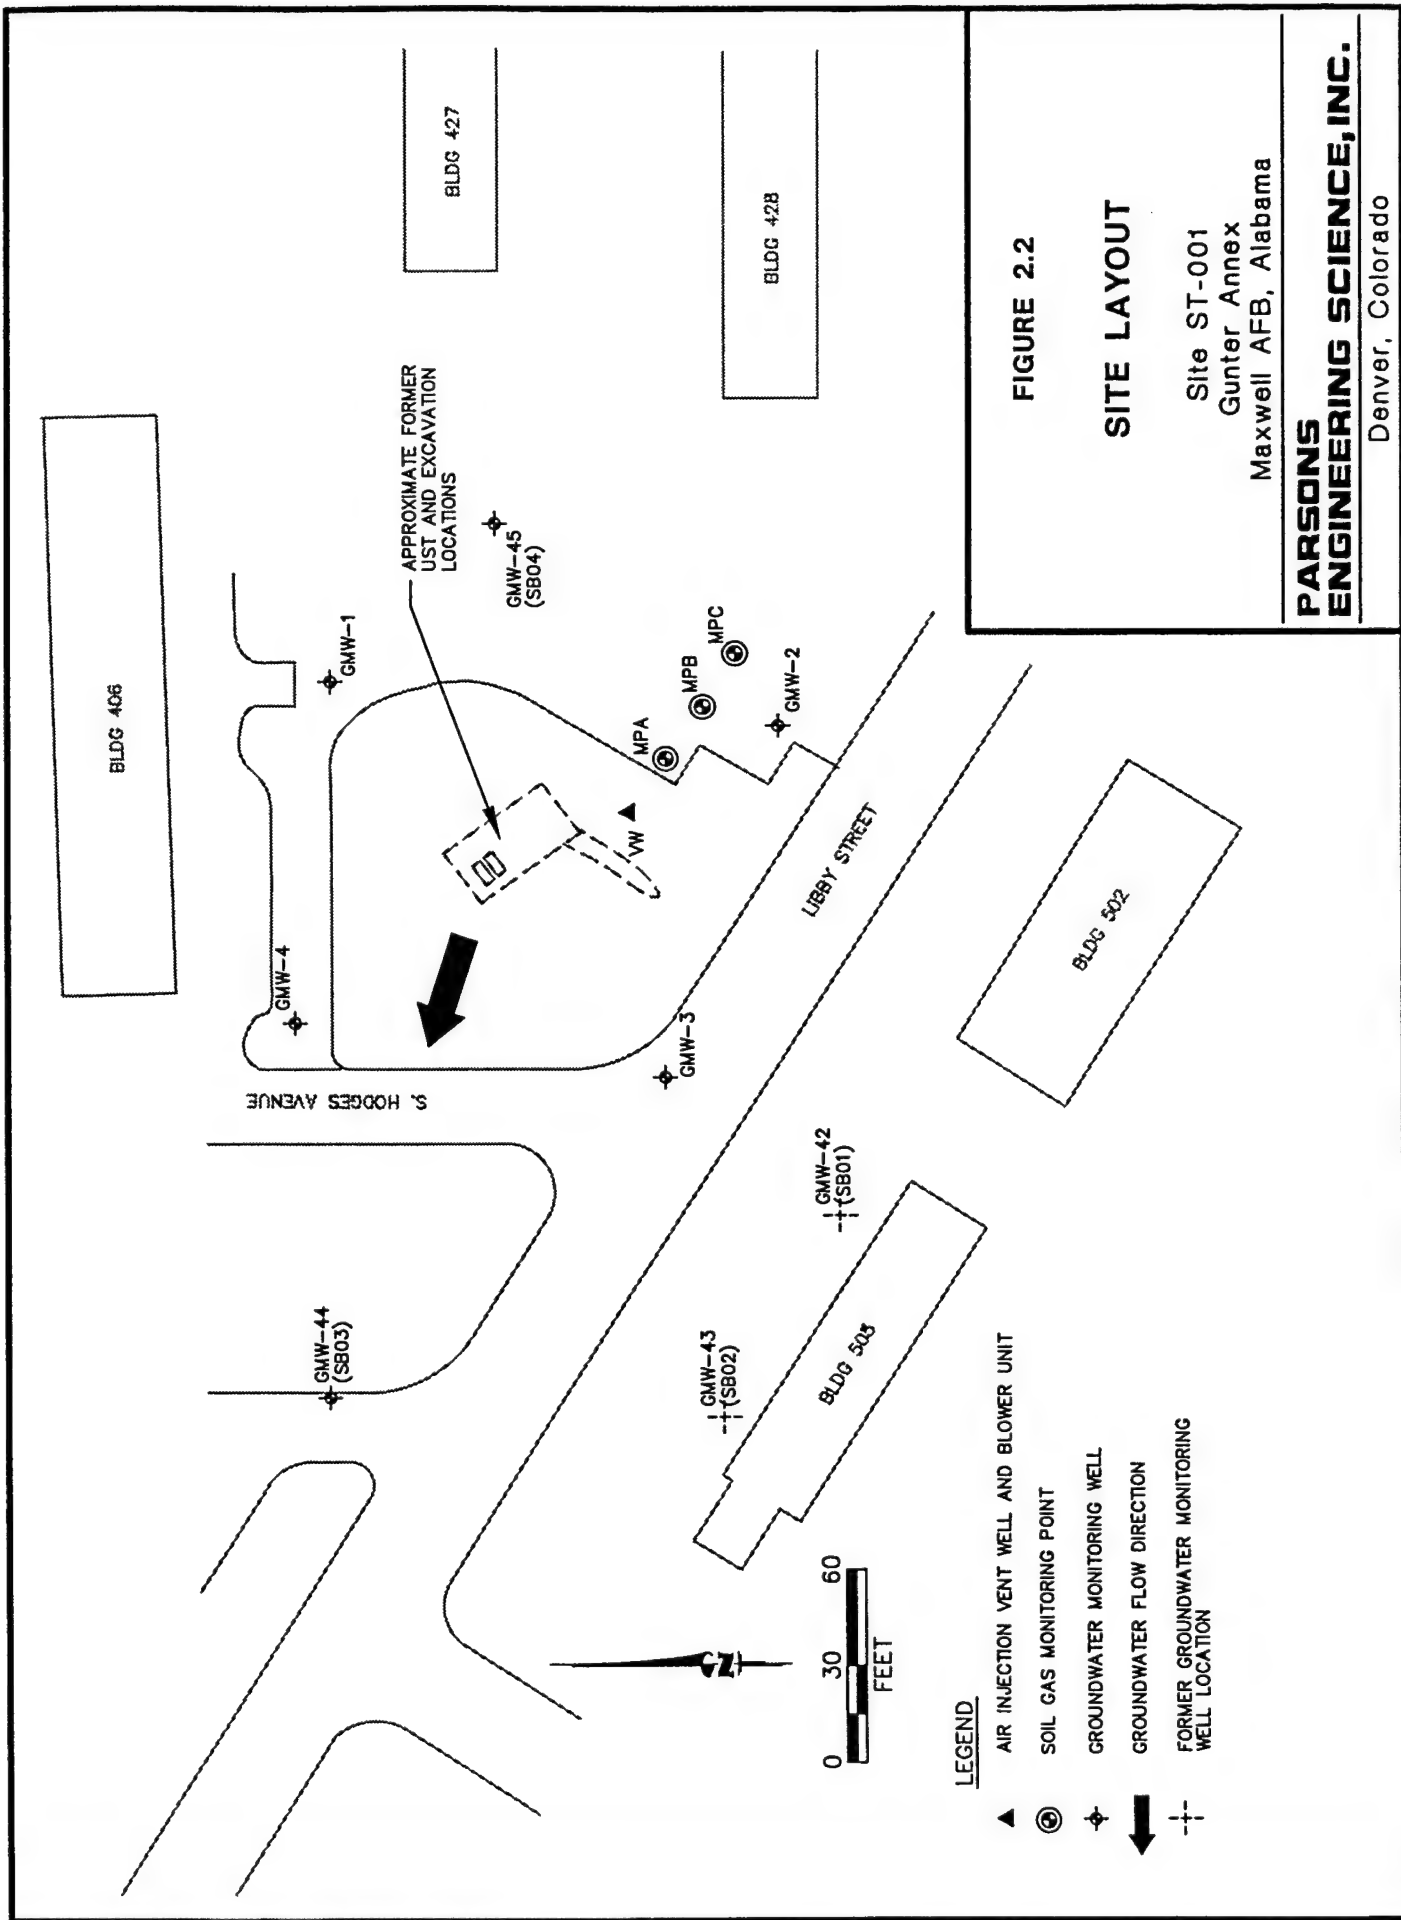 BLDG 406
BLDG 427
BLDG 428
APPROXIMATE FORMER
UST AND EXCAVATION
LOCATIONS
GMW-4
GMW-1
GMW-45
(SB04)
S. HODGES AVENUE
GMW-44
(SB03)
VW
MPA
MPB
MPC
GMW-2
GMW-3
LIBBY STREET
GMW-43
(SB02)
GMW-42
(SB01)
BLDG 503
BLDG 502
N
0 30 60
FEET
LEGEND
AIR INJECTION VENT WELL AND BLOWER UNIT
SOIL GAS MONITORING POINT
GROUNDWATER MONITORING WELL
GROUNDWATER FLOW DIRECTION
FORMER GROUNDWATER MONITORING
WELL LOCATION
FIGURE 2.2
SITE LAYOUT
Site ST-001
Gunter Annex
Maxwell AFB, Alabama
PARSONS
ENGINEERING SCIENCE, INC.
Denver, Colorado